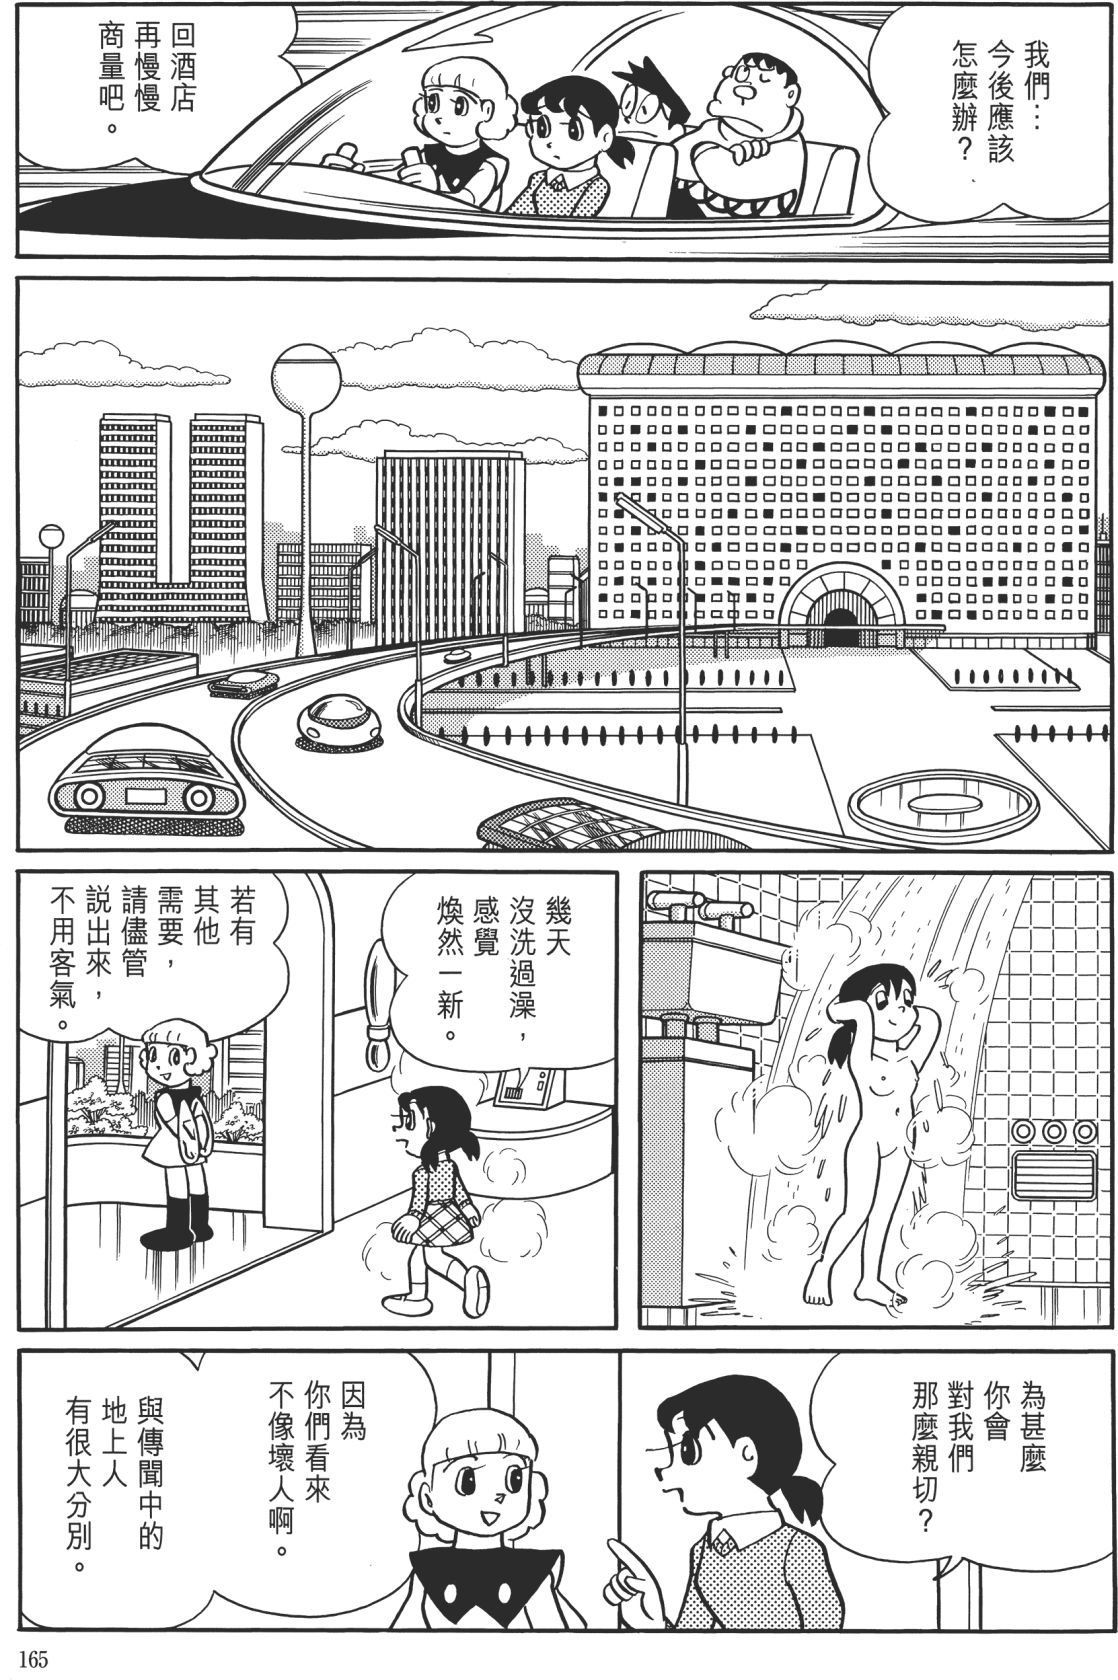 我們…
今後應該
怎麼辦？
回酒店
再慢慢
商量吧。
幾天
沒洗過澡，
感覺
煥然一新。
若有
其他
需要，
請儘管
說出來，
不用客氣。
為甚麼
你會
對我們
那麼親切？
因為
你們看來
不像壞人啊。
與傳聞中的
地上人
有很大分別。
165